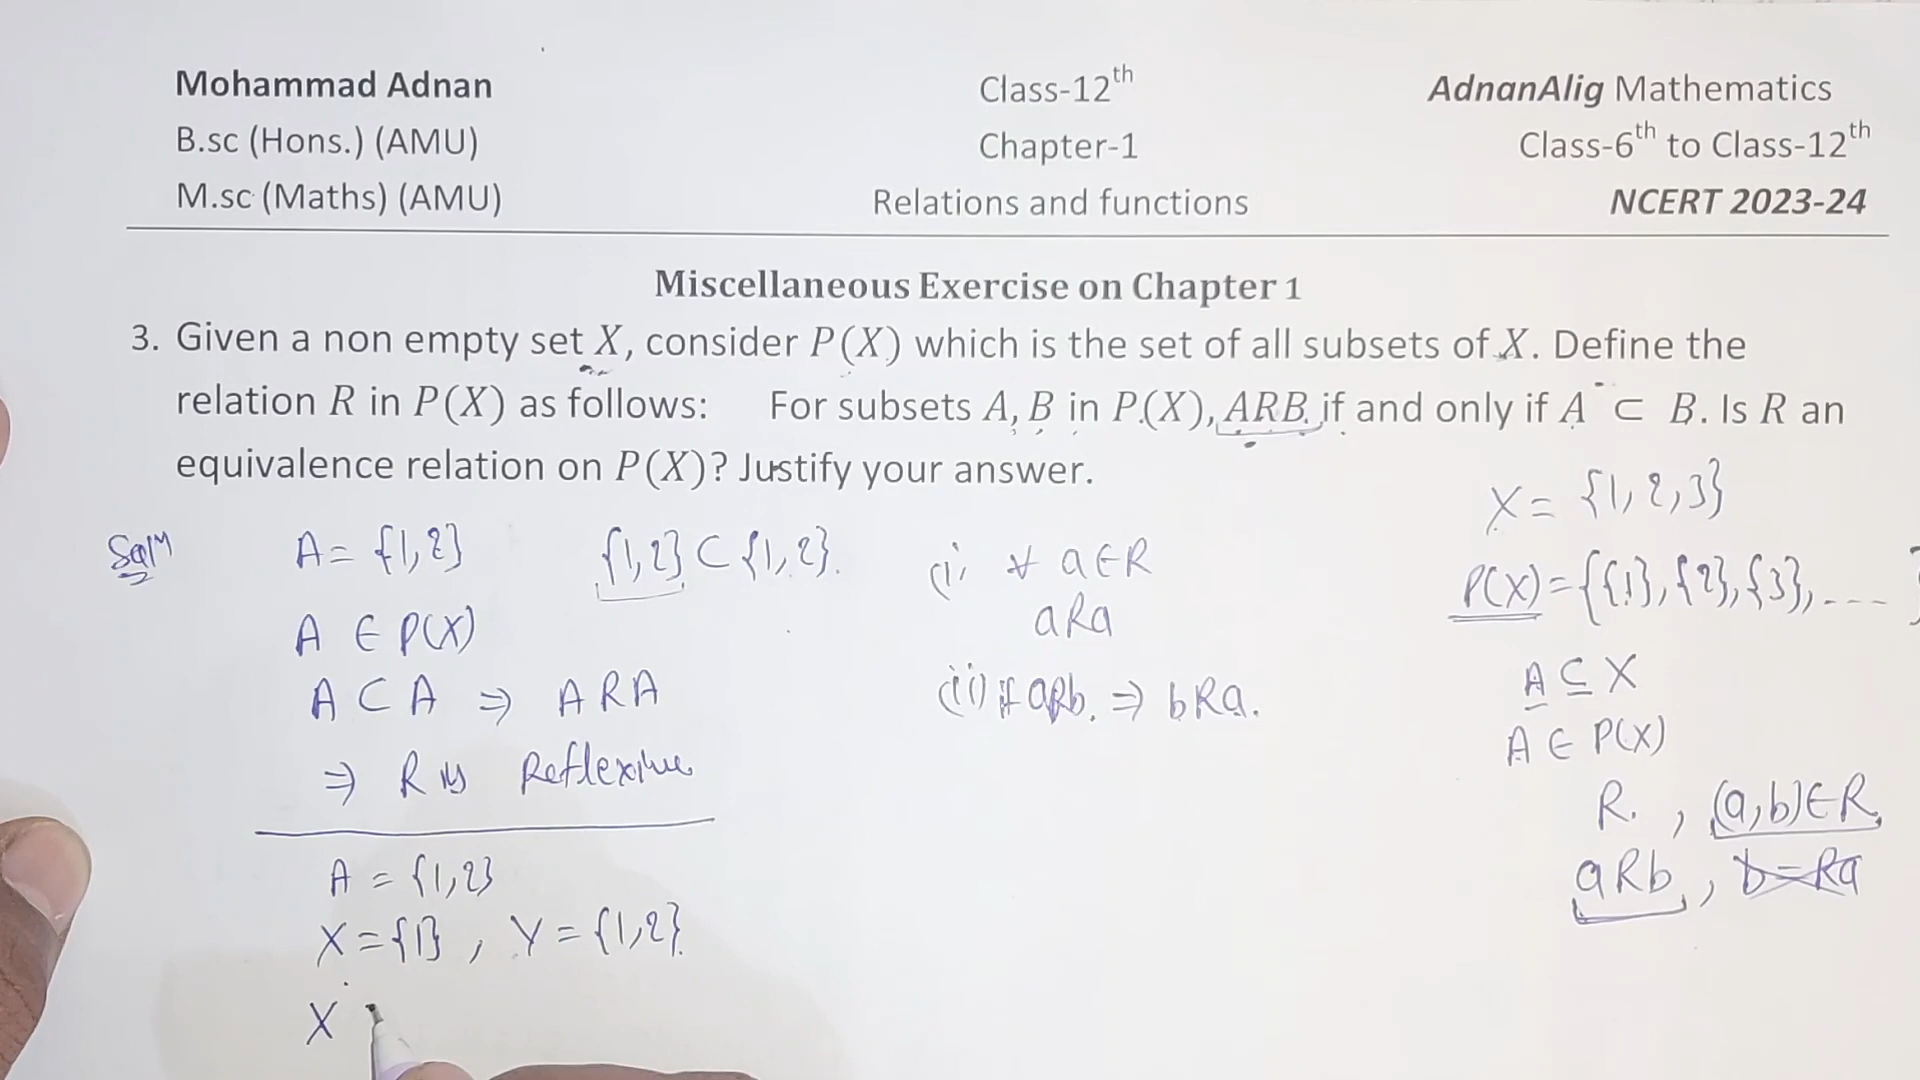 Mohammad Adnan
B.sc (Hons.) (AMU)
M.sc (Maths) (AMU)
Class-12th
Chapter-1
Relations and functions
AdnanAlig Mathematics
Class-6th to Class-12th
NCERT 2023-24
Miscellaneous Exercise on Chapter 1
3. Given a non empty set X, consider P(X) which is the set of all subsets of X. Define the
relation R in P(X) as follows: For subsets A, B in P(X), ARB if and only if A ⊂ B. Is R an
equivalence relation on P(X)? Justify your answer.
Soln
A = {1,2}
A ∈ P(X)
A ⊂ A ⇒ ARA
⇒ R is Reflexive
A = {1,2}
X = {1} , Y = {1,2}.
X
{1,2} ⊂ {1,2}.
(i) ∀ a∈R
aRa
(ii) if aRb. ⇒ bRa.
X = {1,2,3}
P(X) = {{1},{2},{3},---- }
A ⊆ X
A ∈ P(X)
R. , (a,b)∈R
aRb , b=Ra